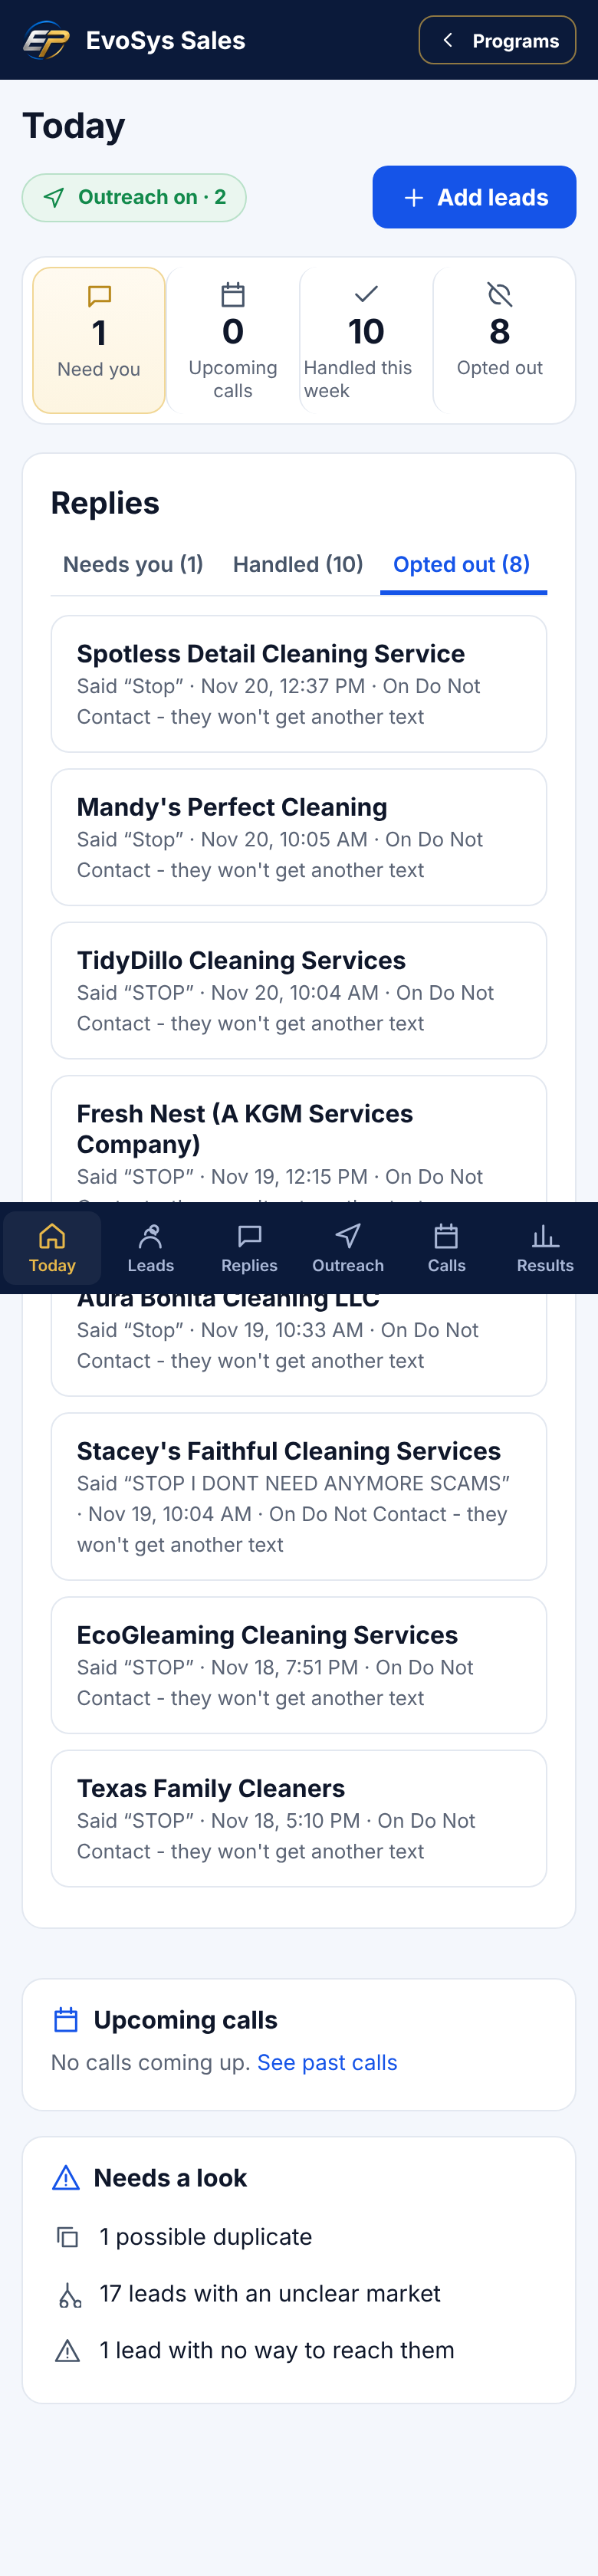 EP EvoSys Sales
Programs
Today
Outreach on · 2
Add leads
1
Need you
0
Upcoming
calls
10
Handled this
week
8
Opted out
Replies
Needs you (1) Handled (10) Opted out (8)
Spotless Detail Cleaning Service
Said “Stop” · Nov 20, 12:37 PM · On Do Not
Contact - they won't get another text
Mandy's Perfect Cleaning
Said “Stop” · Nov 20, 10:05 AM · On Do Not
Contact - they won't get another text
TidyDillo Cleaning Services
Said “STOP” · Nov 20, 10:04 AM · On Do Not
Contact - they won't get another text
Fresh Nest (A KGM Services
Company)
Said “STOP” · Nov 19, 12:15 PM · On Do Not
Today Leads Replies Outreach Calls Results
Aura Bonita Cleaning LLC
Said “Stop” · Nov 19, 10:33 AM · On Do Not
Contact - they won't get another text
Stacey's Faithful Cleaning Services
Said “STOP I DONT NEED ANYMORE SCAMS”
· Nov 19, 10:04 AM · On Do Not Contact - they
won't get another text
EcoGleaming Cleaning Services
Said “STOP” · Nov 18, 7:51 PM · On Do Not
Contact - they won't get another text
Texas Family Cleaners
Said “STOP” · Nov 18, 5:10 PM · On Do Not
Contact - they won't get another text
Upcoming calls
No calls coming up. See past calls
Needs a look
1 possible duplicate
17 leads with an unclear market
1 lead with no way to reach them